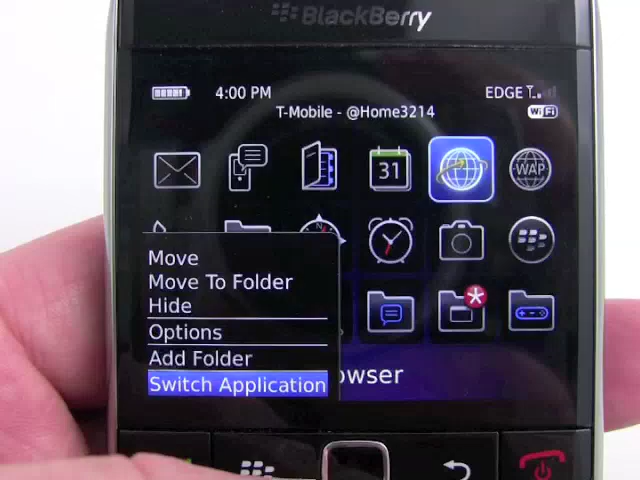 BlackBerry
4:00 PM
EDGE
T-Mobile - @Home3214
WiFi
31
WAP
Move
Move To Folder
Hide
Options
Add Folder
Switch Application
owser